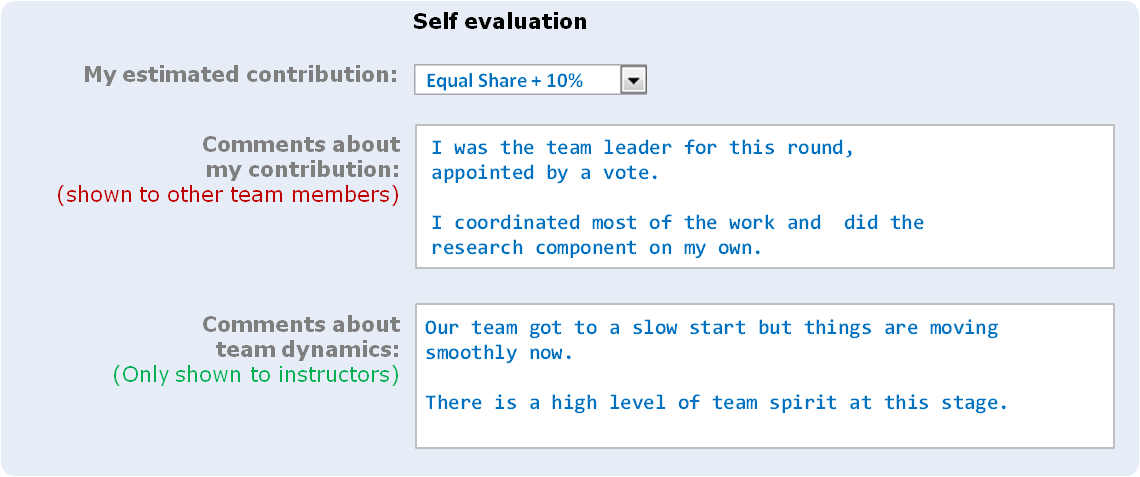 Self evaluation
My estimated contribution:
Equal Share + 10%
Comments about
my contribution:
(shown to other team members)
I was the team leader for this round,
appointed by a vote.
I coordinated most of the work and  did the
research component on my own.
Comments about
team dynamics:
(Only shown to instructors)
Our team got to a slow start but things are moving
smoothly now.
There is a high level of team spirit at this stage.